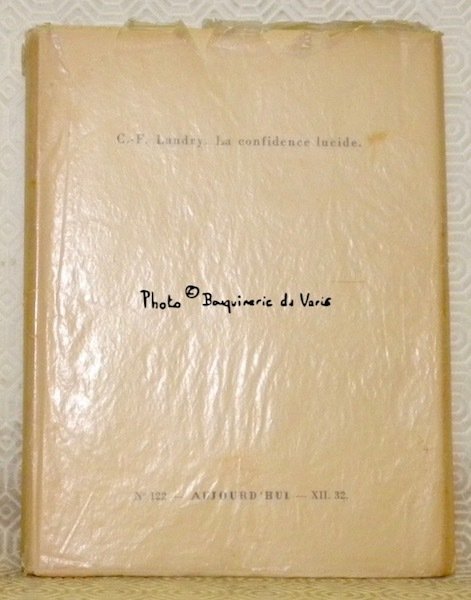 C.-F. Landry. La confidence lucide.
Photo © Bouquinerie du Varis
N° 122 — AUJOURD'HUI — XII. 32.